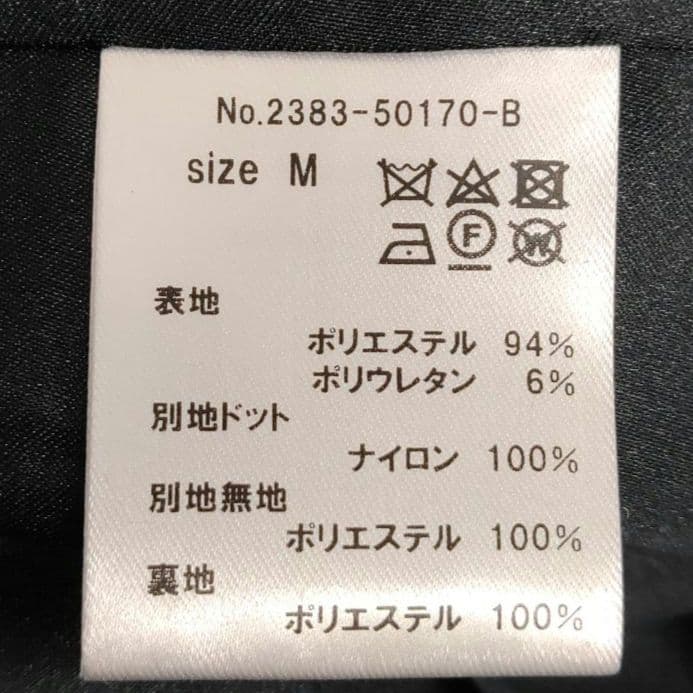 No.2383-50170-B
size M
F
W
表地
ポリエステル 94%
ポリウレタン 6%
別地ドット
ナイロン 100%
別地無地
ポリエステル 100%
裏地
ポリエステル 100%